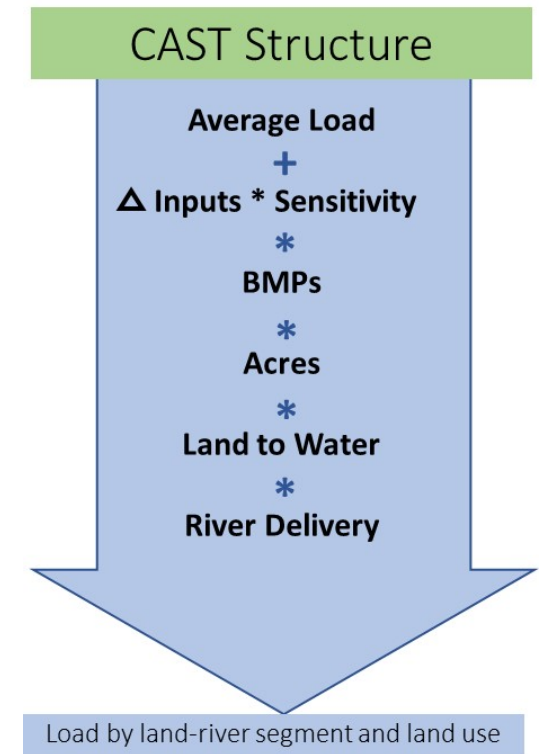 CAST Structure
Average Load
+
Δ Inputs * Sensitivity
*
BMPs
*
Acres
*
Land to Water
*
River Delivery
Load by land-river segment and land use